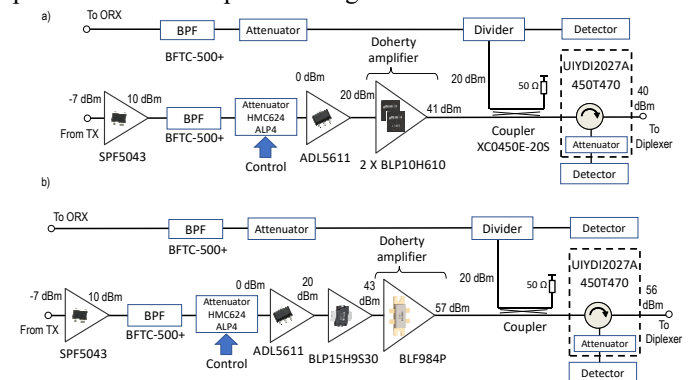 a)
To ORX
BPF
BFTC-500+
Attenuator
Divider
Detector
Doherty
amplifier
UIYDI2027A
450T470
-7 dBm
10 dBm
From TX
SPF5043
BPF
BFTC-500+
Attenuator
HMC624
ALP4
Control
0 dBm
ADL5611
20 dBm
2 X BLP10H610
41 dBm
20 dBm
50 Ω
Coupler
XC0450E-20S
40
dBm
To
Diplexer
Attenuator
Detector
b)
To ORX
BPF
BFTC-500+
Attenuator
Divider
Detector
Doherty
amplifier
UIYDI2027A
450T470
-7 dBm
10 dBm
From TX
SPF5043
BPF
BFTC-500+
Attenuator
HMC624
ALP4
Control
0 dBm
ADL5611
20
dBm
BLP15H9S30
43
dBm
BLF984P
57 dBm
20 dBm
50 Ω
Coupler
56
dBm
To
Diplexer
Attenuator
Detector